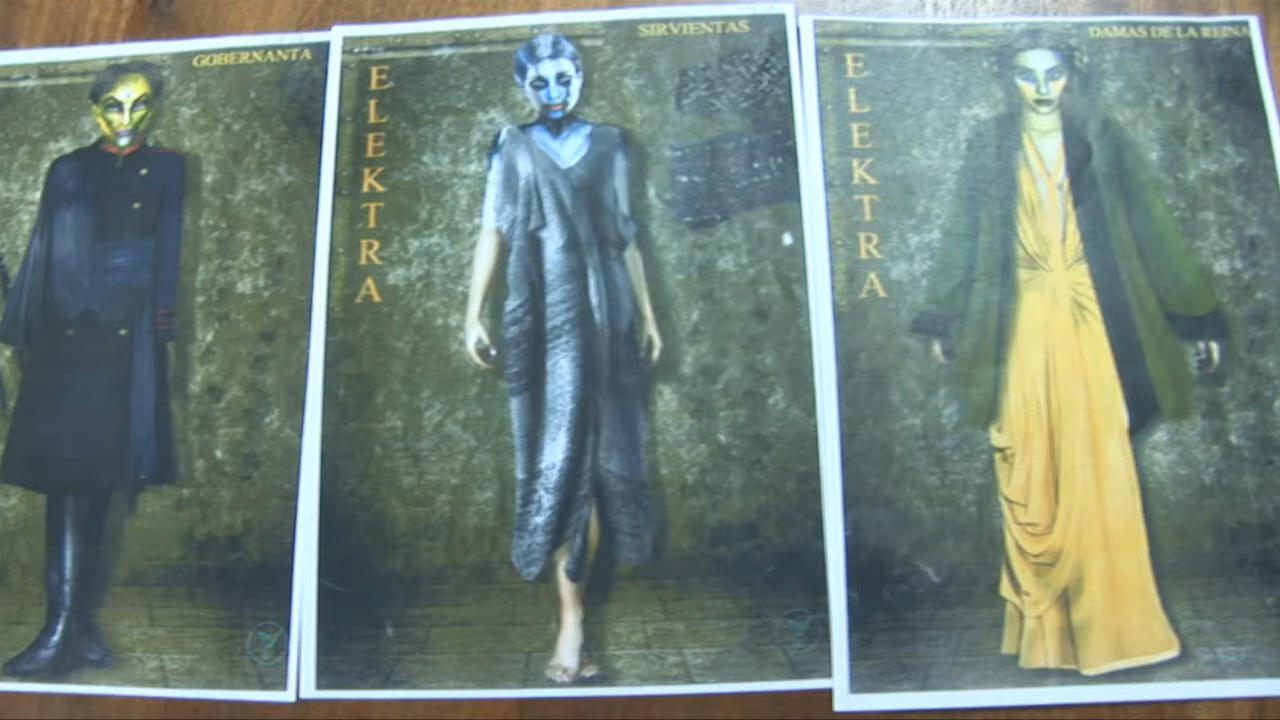 GOBERNANTA
SIRVIENTAS
ELEKTRA
DAMAS DE LA REINA
ELEKTRA